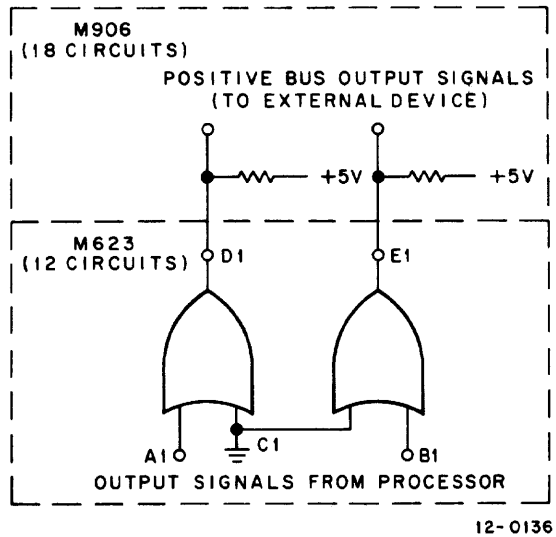 M906
(18 CIRCUITS)
POSITIVE BUS OUTPUT SIGNALS
(TO EXTERNAL DEVICE)
+5V
+5V
M623
(12 CIRCUITS)
D1
E1
C1
A1
B1
OUTPUT SIGNALS FROM PROCESSOR
12-0136